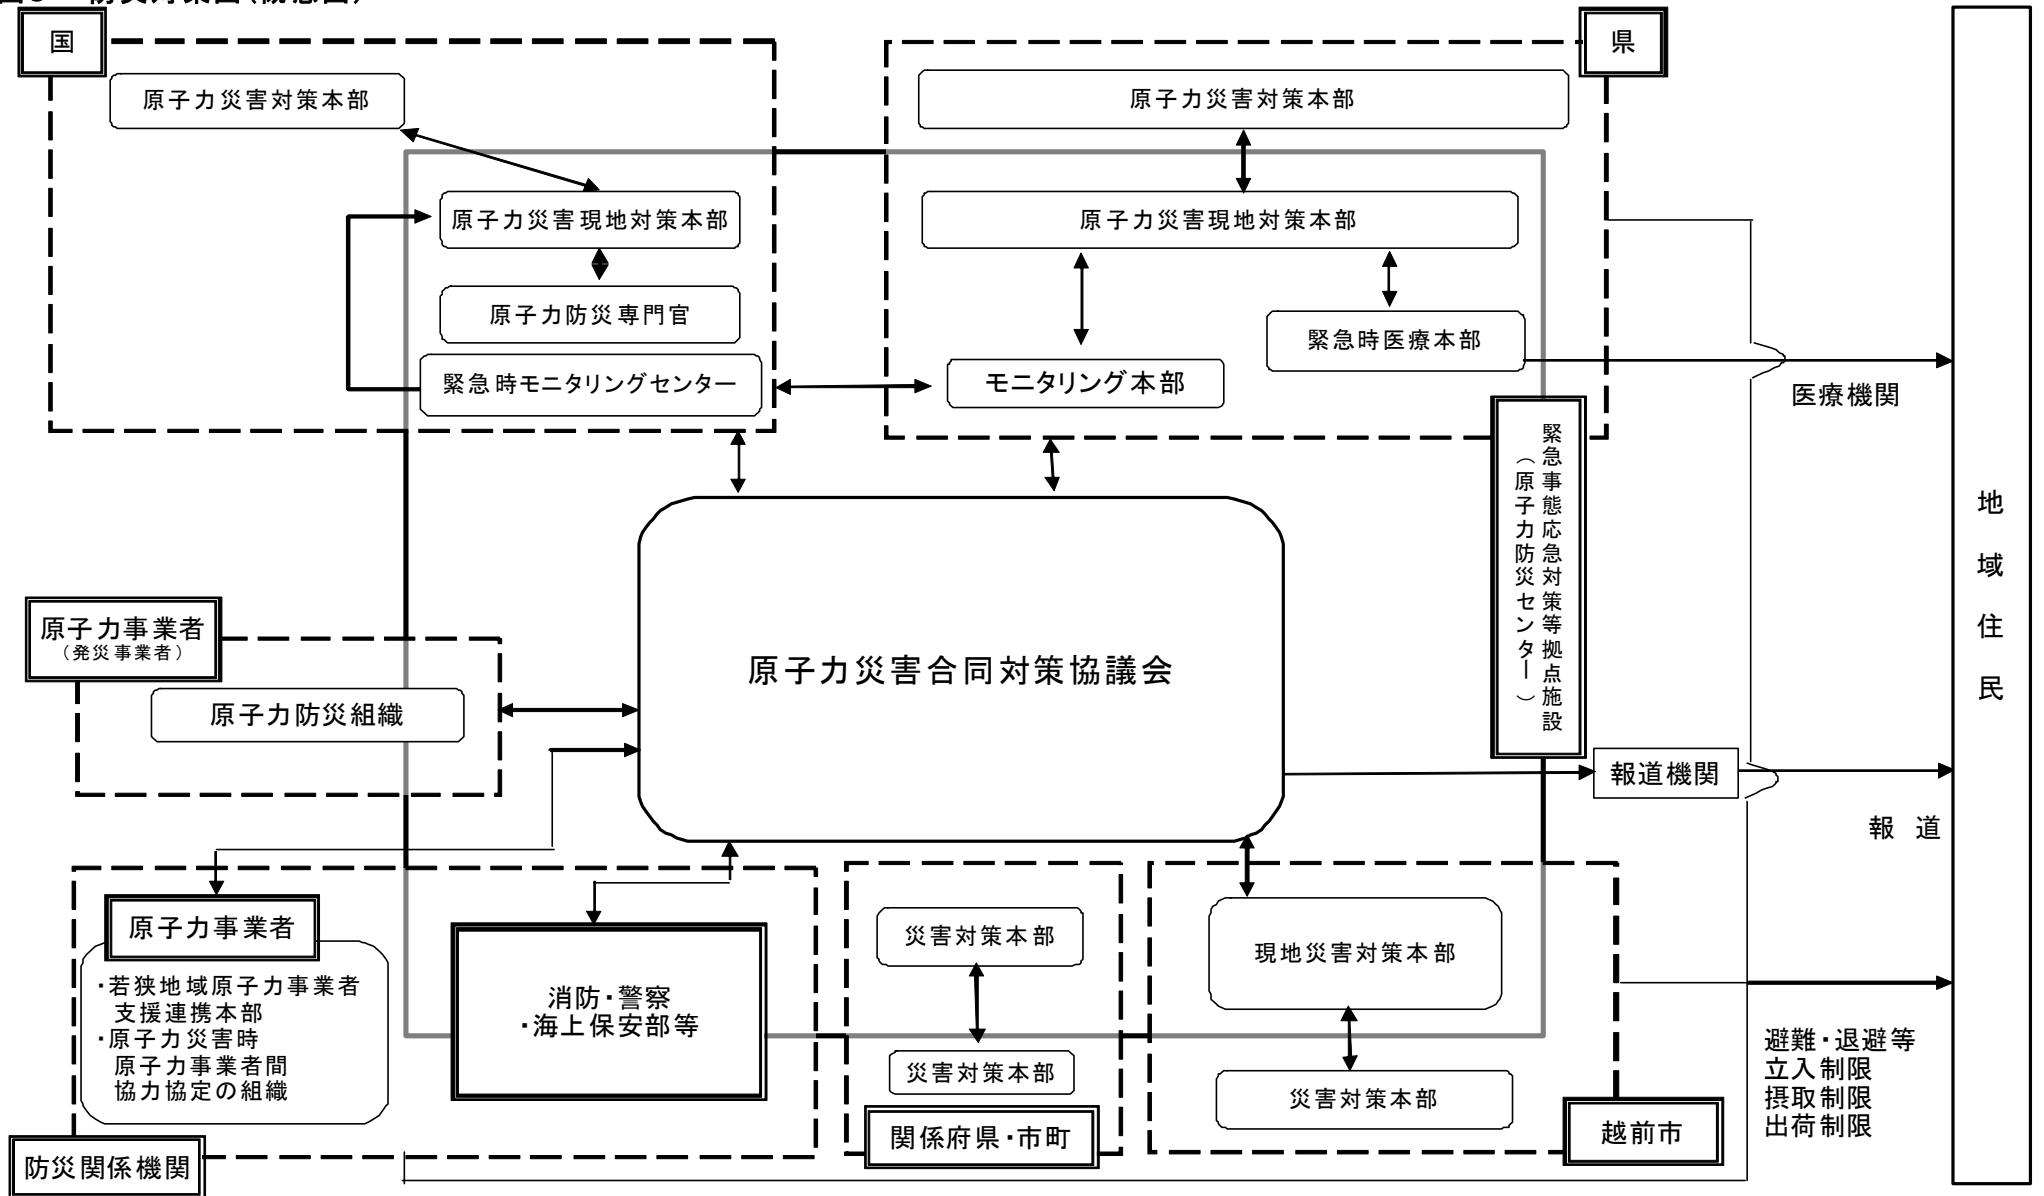 防災対策図(概念図)
国
県
原子力災害対策本部
原子力災害対策本部
原子力災害現地対策本部
原子力災害現地対策本部
原子力防災専門官
緊急時医療本部
緊急時モニタリングセンター
モニタリング本部
医療機関
緊急事態応急対策等拠点施設
(原子力防災センター)
地域住民
原子力事業者
(発災事業者)
原子力防災組織
原子力災害合同対策協議会
報道機関
報道
原子力事業者
・若狭地域原子力事業者
支援連携本部
・原子力災害時
原子力事業者間
協力協定の組織
消防・警察
・海上保安部等
災害対策本部
災害対策本部
関係府県・市町
現地災害対策本部
災害対策本部
越前市
避難・退避等
立入制限
摂取制限
出荷制限
防災関係機関